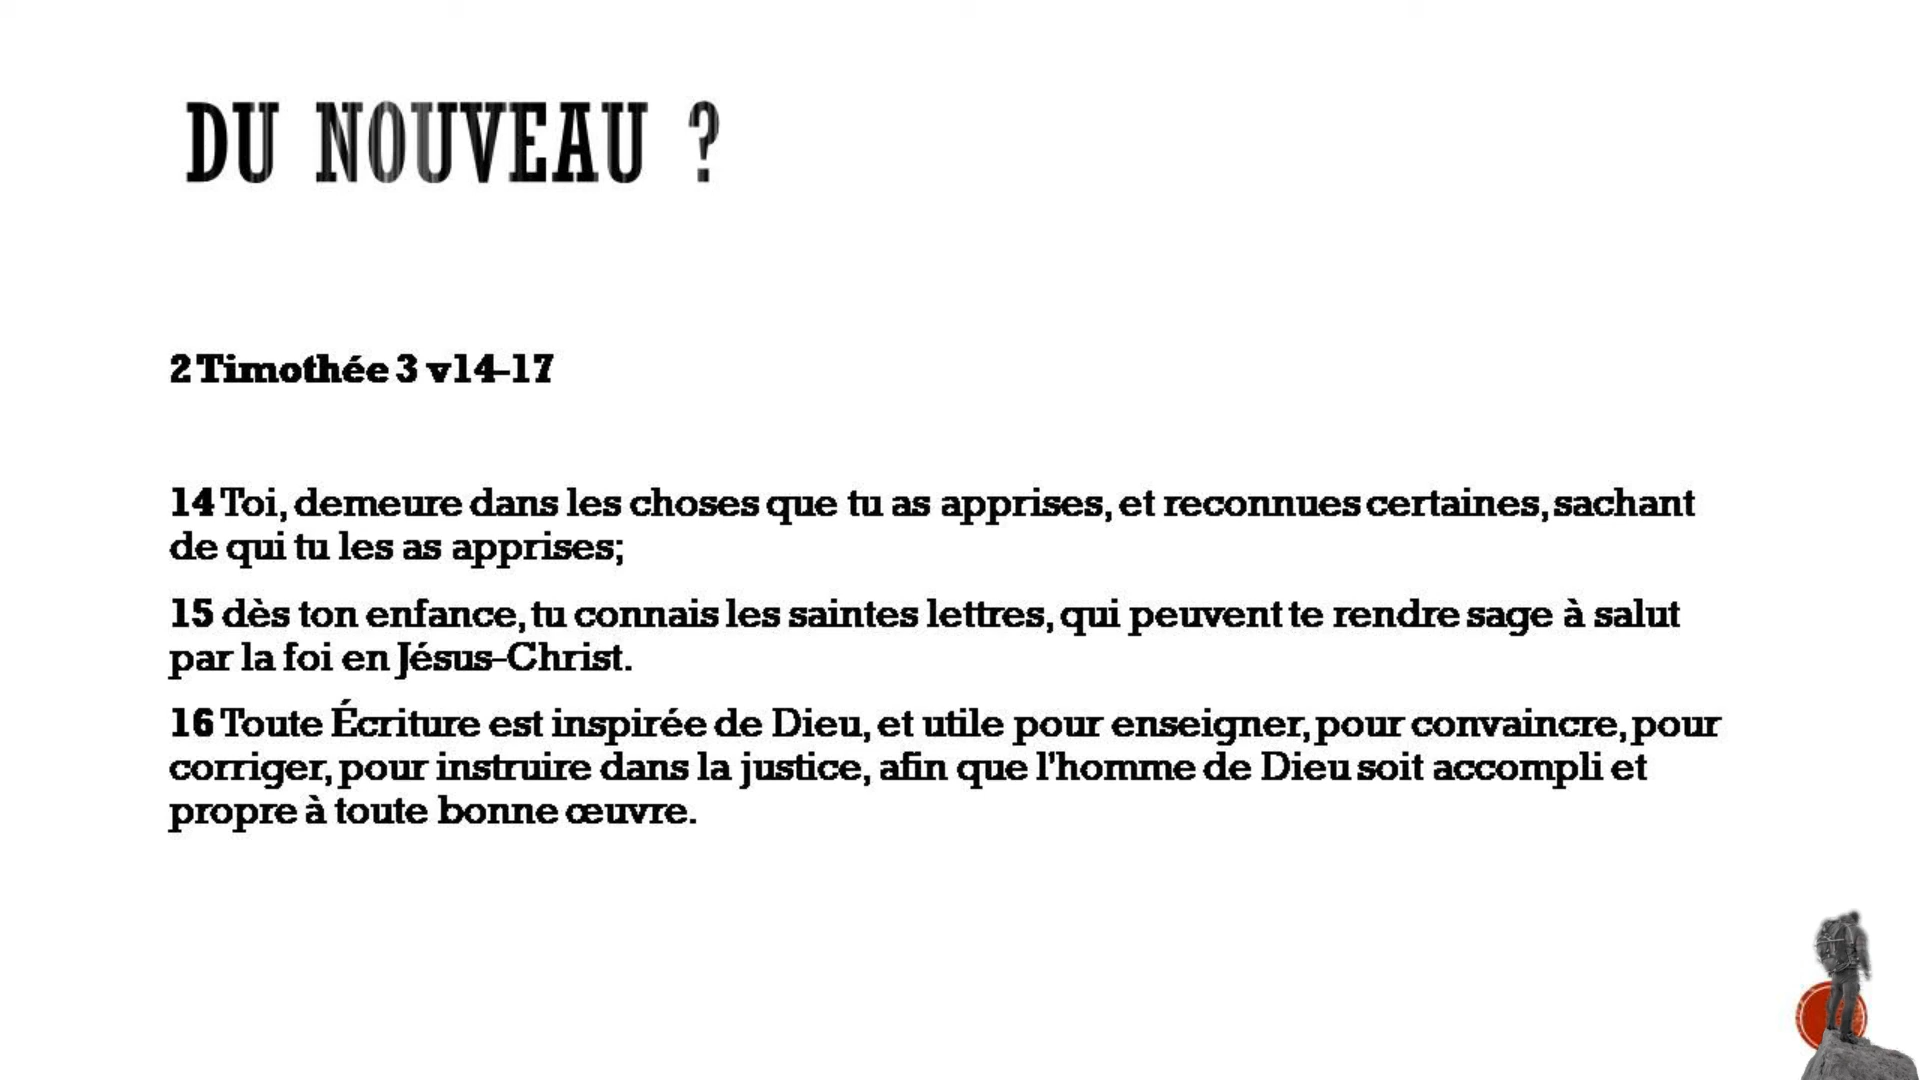 DU NOUVEAU ?
2 Timothée 3 v14-17
14 Toi, demeure dans les choses que tu as apprises, et reconnues certaines, sachant
de qui tu les as apprises;
15 dès ton enfance, tu connais les saintes lettres, qui peuvent te rendre sage à salut
par la foi en Jésus-Christ.
16 Toute Écriture est inspirée de Dieu, et utile pour enseigner, pour convaincre, pour
corriger, pour instruire dans la justice, afin que l'homme de Dieu soit accompli et
propre à toute bonne œuvre.